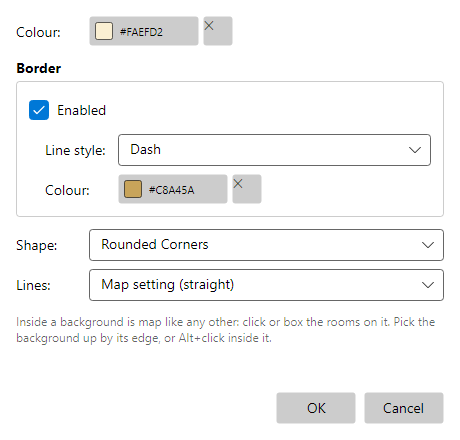 Colour: #FAEFD2
Border
Enabled
Line style: Dash
Colour: #C8A45A
Shape: Rounded Corners
Lines: Map setting (straight)
Inside a background is map like any other: click or box the rooms on it. Pick the
background up by its edge, or Alt+click inside it.
OK Cancel